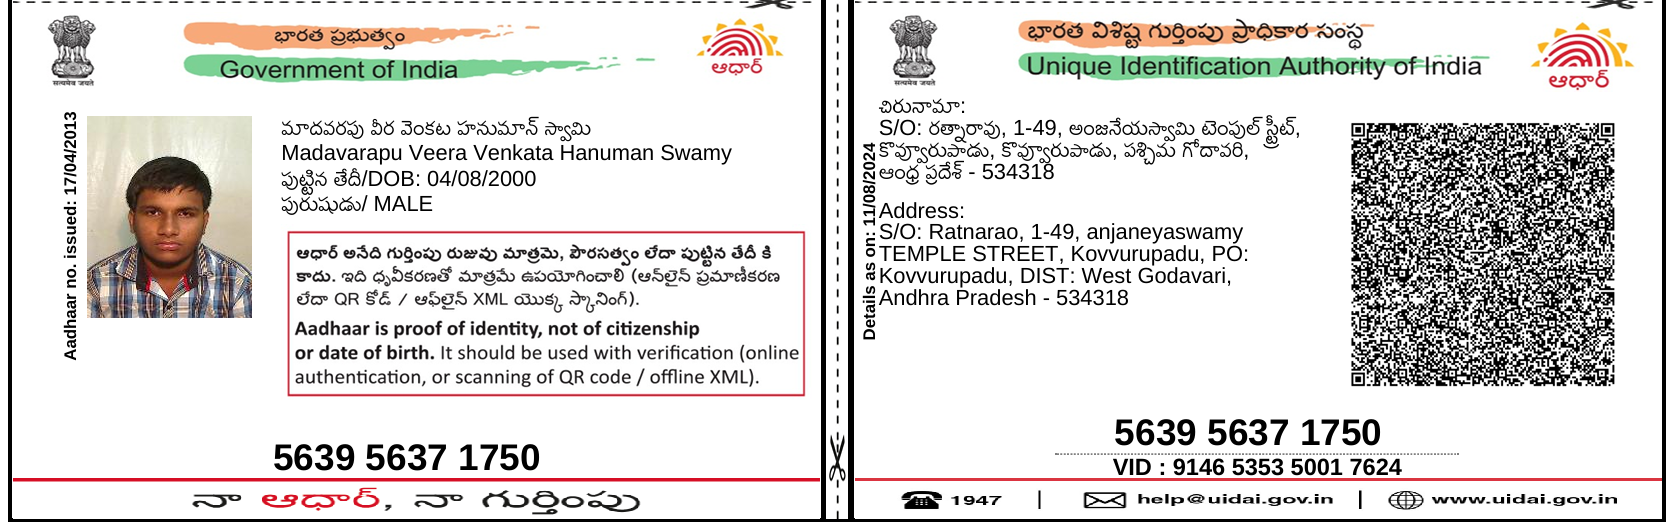 భారత ప్రభుత్వం
Government of India
सत्यमेव जयते
ఆధార్
Aadhaar no. issued: 17/04/2013
మాదవరపు వీర వెంకట హనుమాన్ స్వామి
Madavarapu Veera Venkata Hanuman Swamy
పుట్టిన తేదీ/DOB: 04/08/2000
పురుషుడు/ MALE
ఆధార్ అనేది గుర్తింపు రుజువు మాత్రమె, పౌరసత్వం లేదా పుట్టిన తేదీ కి
కాదు. ఇది ధృవీకరణతో మాత్రమే ఉపయోగించాలి (ఆన్‌లైన్ ప్రమాణీకరణ
లేదా QR కోడ్ / ఆఫ్‌లైన్ XML యొక్క స్కానింగ్).
Aadhaar is proof of identity, not of citizenship
or date of birth. It should be used with verification (online
authentication, or scanning of QR code / offline XML).
5639 5637 1750
నా ఆధార్, నా గుర్తింపు
భారత విశిష్ట గుర్తింపు ప్రాధికార సంస్థ
Unique Identification Authority of India
सत्यमेव जयते
ఆధార్
Details as on: 11/08/2024
చిరునామా:
S/O: రత్నారావు, 1-49, అంజనేయస్వామి టెంపుల్ స్ట్రీట్,
కొవ్వూరుపాడు, కొవ్వూరుపాడు, పశ్చిమ గోదావరి,
ఆంధ్ర ప్రదేశ్ - 534318
Address:
S/O: Ratnarao, 1-49, anjaneyaswamy
TEMPLE STREET, Kovvurupadu, PO:
Kovvurupadu, DIST: West Godavari,
Andhra Pradesh - 534318
5639 5637 1750
VID : 9146 5353 5001 7624
1947 | help@uidai.gov.in | www.uidai.gov.in